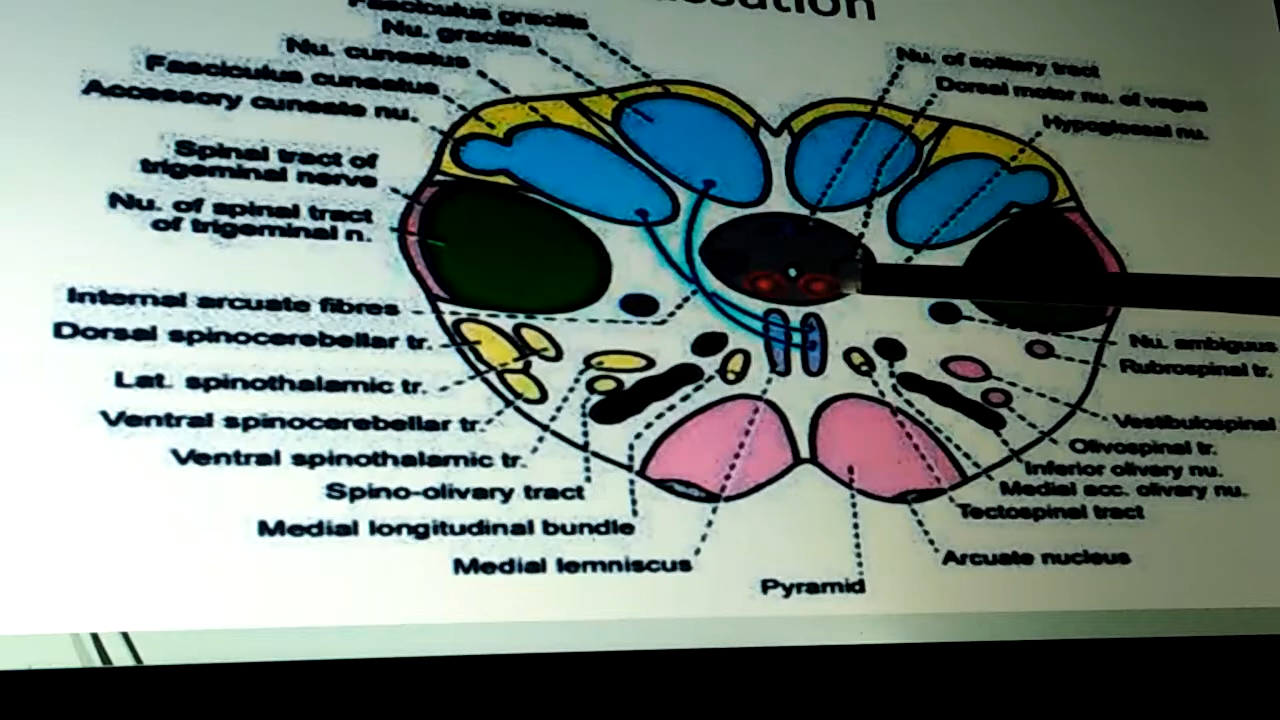 Fasciculus gracilis
Nu. gracilis
Nu. cuneatus
Fasciculus cuneatus
Accessory cuneate nu.
Spinal tract of
trigeminal nerve
Nu. of spinal tract
of trigeminal n.
Internal arcuate fibres
Dorsal spinocerebellar tr.
Lat. spinothalamic tr.
Ventral spinocerebellar tr.
Ventral spinothalamic tr.
Spino-olivary tract
Medial longitudinal bundle
Medial lemniscus
Pyramid
Nu. of solitary tract
Dorsal motor nu. of vagus
Hypoglossal nu.
Nu. ambiguus
Rubrospinal tr.
Vestibulospinal
Olivospinal tr.
Inferior olivary nu.
Medial acc. olivary nu.
Tectospinal tract
Arcuate nucleus